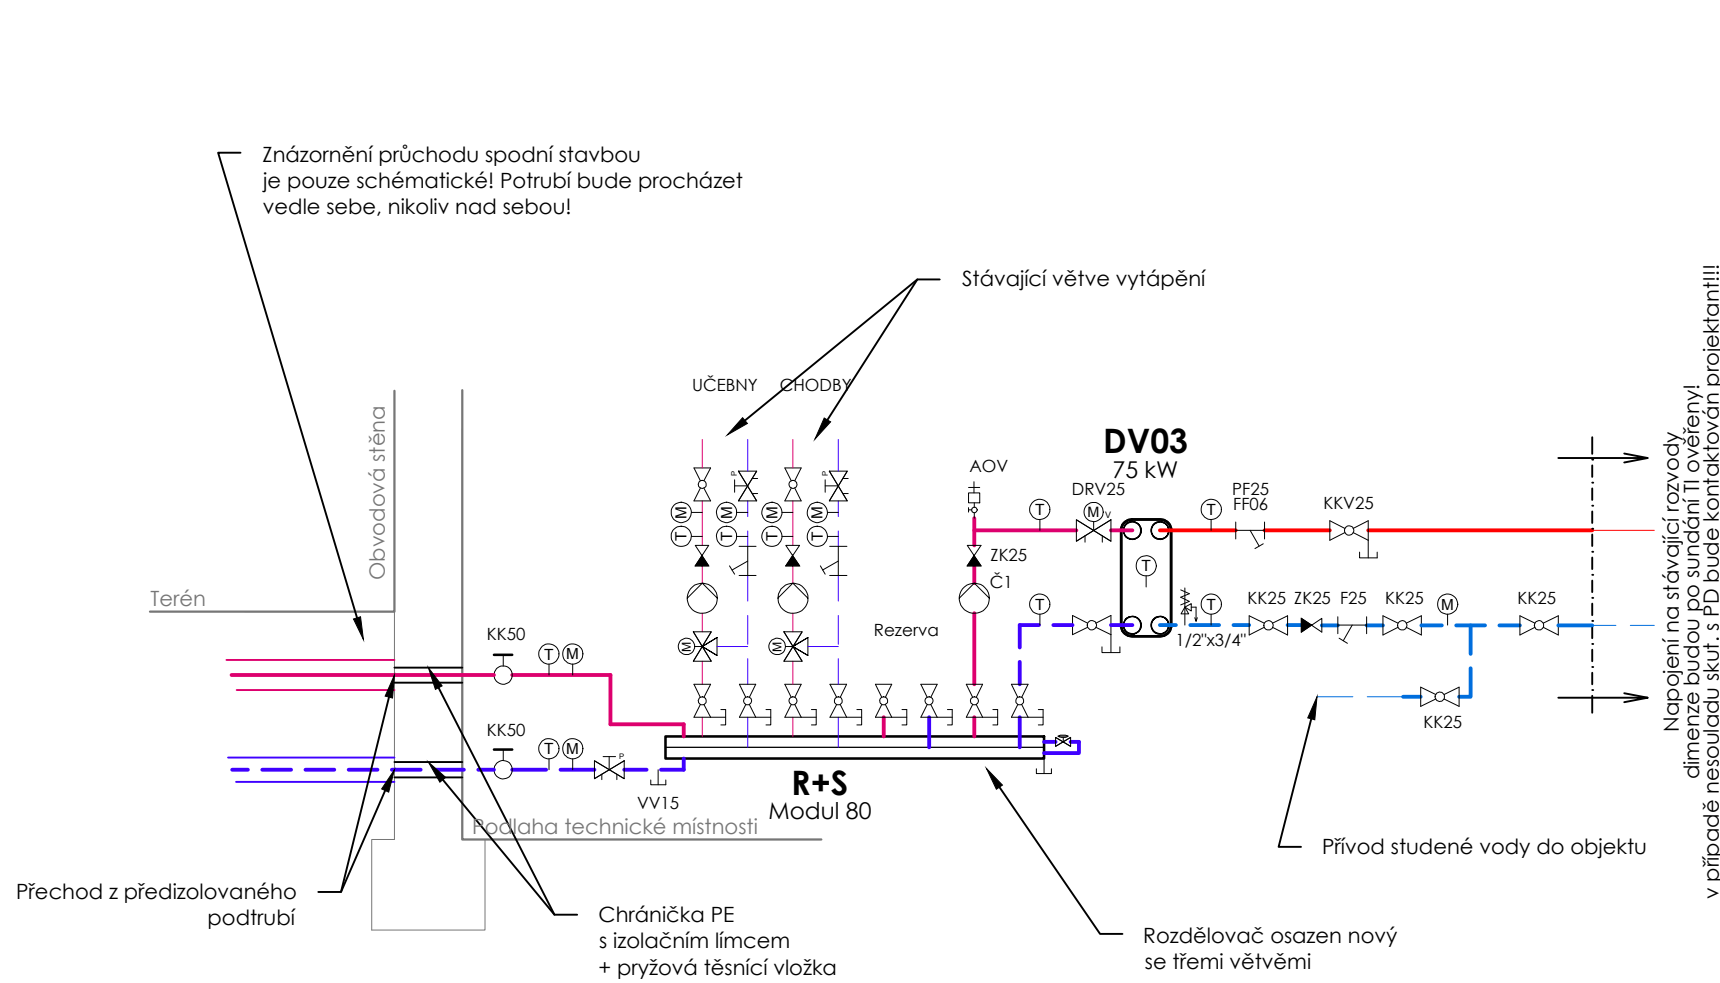 Znázornění průchodu spodní stavbou
je pouze schématické! Potrubí bude procházet
vedle sebe, nikoliv nad sebou!
Stávající větve vytápění
UČEBNY
CHODBY
Obvodová stěna
Terén
DV03
75 kW
AOV
DRV25
M
V
PF25
FF06
KKV25
T
T
T
P
P
M
M
M
M
T
T
T
T
ZK25
Č1
T
T
1/2"x3/4"
KK25
ZK25
F25
KK25
M
KK25
Rezerva
M
M
KK50
T
M
KK50
T
M
P
VV15
KK25
R+S
Modul 80
Podlaha technické místnosti
Přívod studené vody do objektu
Přechod z předizolovaného
podtrubí
Chránička PE
s izolačním límcem
+ pryžová těsnící vložka
Rozdělovač osazen nový
se třemi větvěmi
Napojení na stávající rozvody
dimenze budou po sundání TI ověřeny!
v případě nesouladu skut. s PD bude kontaktován projektant!!!!